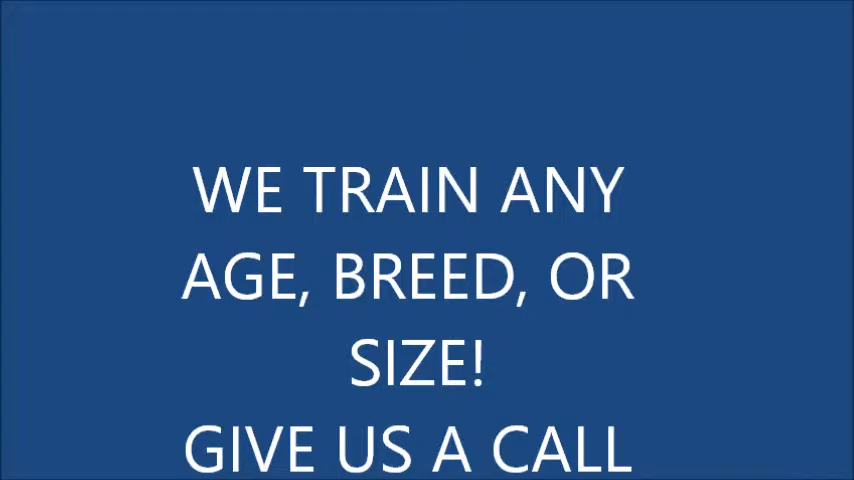 WE TRAIN ANY
AGE, BREED, OR
SIZE!
GIVE US A CALL